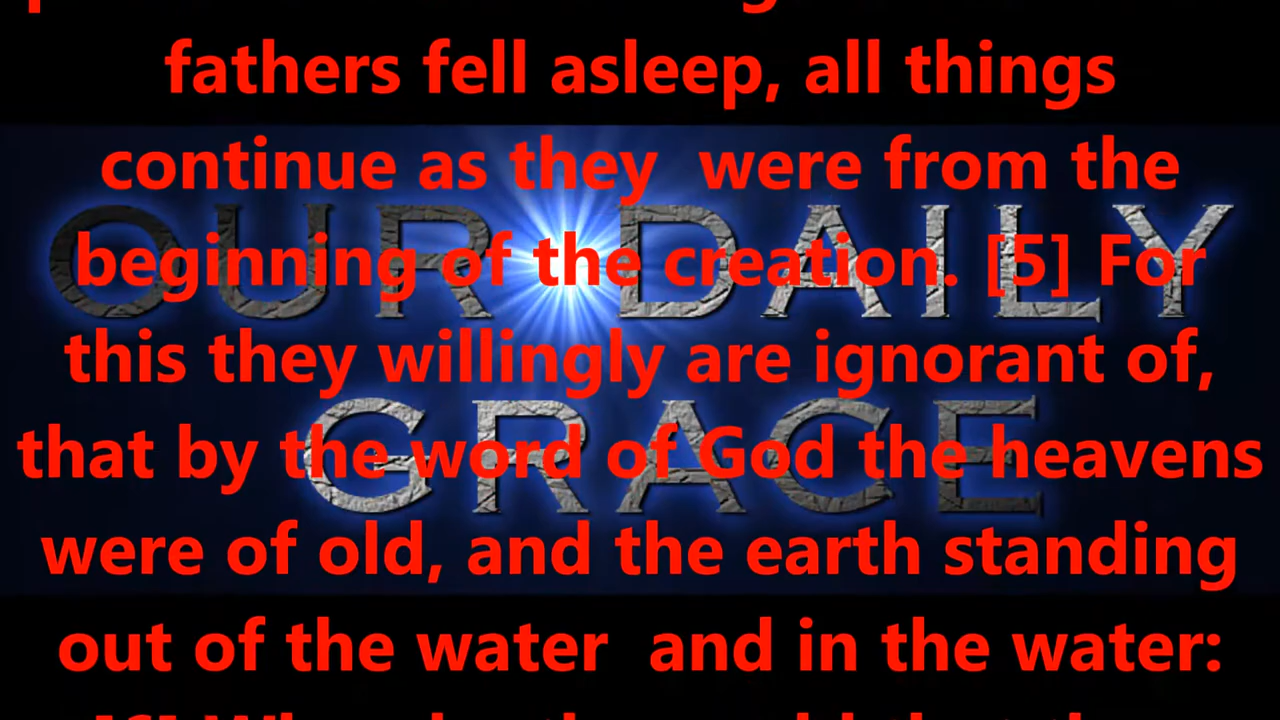 fathers fell asleep, all things
continue as they were from the
beginning of the creation. [5] For
this they willingly are ignorant of,
that by the word of God the heavens
were of old, and the earth standing
out of the water and in the water:
OUR DAILY
GRACE